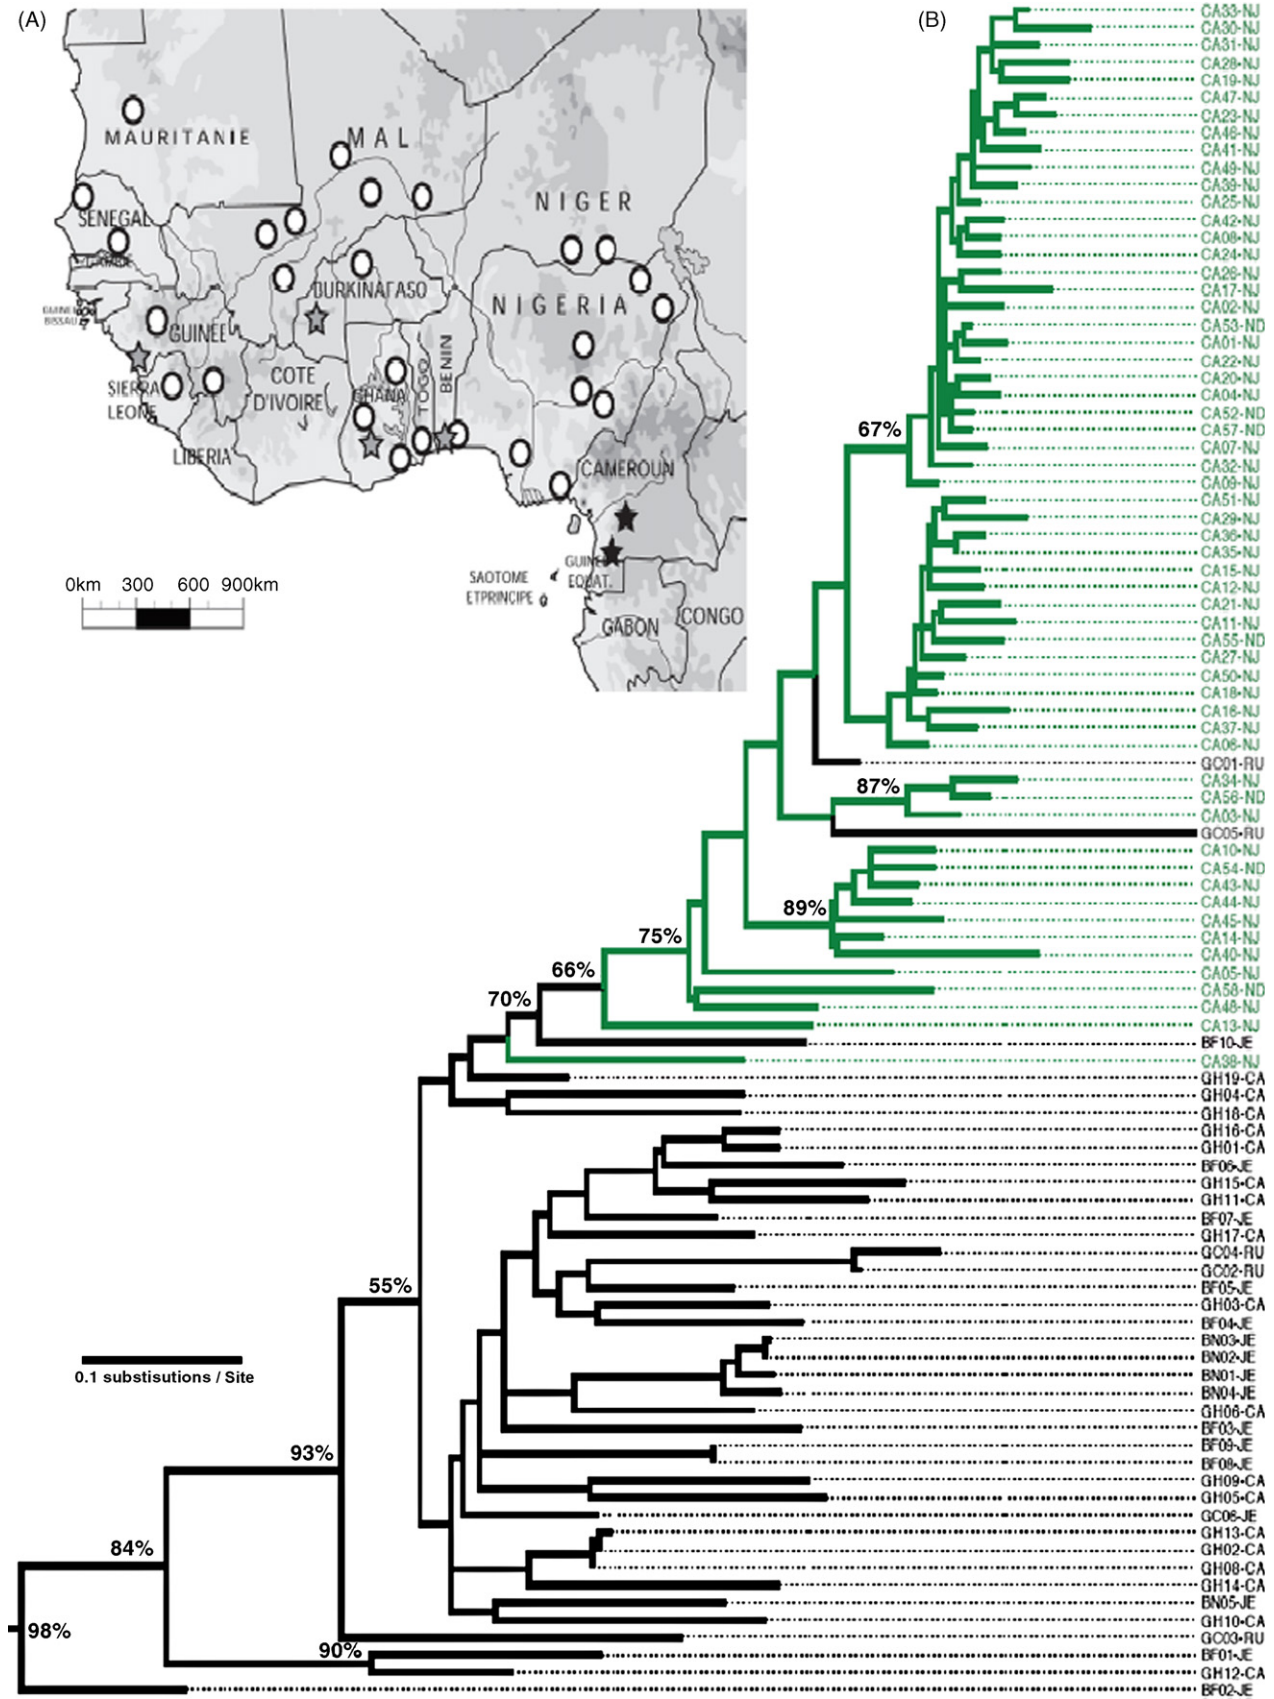 (A)
(B)
MAURITANIE
MAL
NIGER
SENEGAL
BURKINAFASO
NIGERIA
GUINEE
SIERRA
LEONE
COTE
D'IVOIRE
GHANA
TOGO
BENIN
LIBERIA
CAMEROUN
SAOTOME
ETPRINCIPE
EQUAT.
GABON
CONGO
0km 300 600 900km
CA33-NJ
CA30-NJ
CA31-NJ
CA28-NJ
CA19-NJ
CA47-NJ
CA23-NJ
CA46-NJ
CA41-NJ
CA49-NJ
CA39-NJ
CA25-NJ
CA42-NJ
CA08-NJ
CA24-NJ
CA26-NJ
CA17-NJ
CA02-NJ
CA53-ND
CA01-NJ
CA22-NJ
CA20-NJ
CA04-NJ
CA52-ND
CA57-ND
CA07-NJ
CA32-NJ
CA09-NJ
CA51-NJ
CA29-NJ
CA36-NJ
CA35-NJ
CA15-NJ
CA12-NJ
CA21-NJ
CA11-NJ
CA55-ND
CA27-NJ
CA50-NJ
CA18-NJ
CA16-NJ
CA37-NJ
CA06-NJ
GC01-RU
CA34-NJ
CA56-ND
CA03-NJ
GC05-RU
CA10-NJ
CA54-ND
CA43-NJ
CA44-NJ
CA45-NJ
CA14-NJ
CA40-NJ
CA05-NJ
CA58-ND
CA48-NJ
CA13-NJ
BF10-JE
CA38-NJ
GH19-CA
GH04-CA
GH18-CA
GH16-CA
GH01-CA
BF06-JE
GH15-CA
GH11-CA
BF07-JE
GH17-CA
GC04-RU
GC02-RU
BF05-JE
GH03-CA
BF04-JE
BN03-JE
BN02-JE
BN01-JE
BN04-JE
GH06-CA
BF03-JE
BF09-JE
BF08-JE
GH09-CA
GH05-CA
GC06-JE
GH13-CA
GH02-CA
GH08-CA
GH14-CA
BN05-JE
GH10-CA
GC03-RU
BF01-JE
GH12-CA
BF02-JE
67%
87%
89%
75%
66%
70%
55%
93%
84%
98%
90%
0.1 substisutions / Site